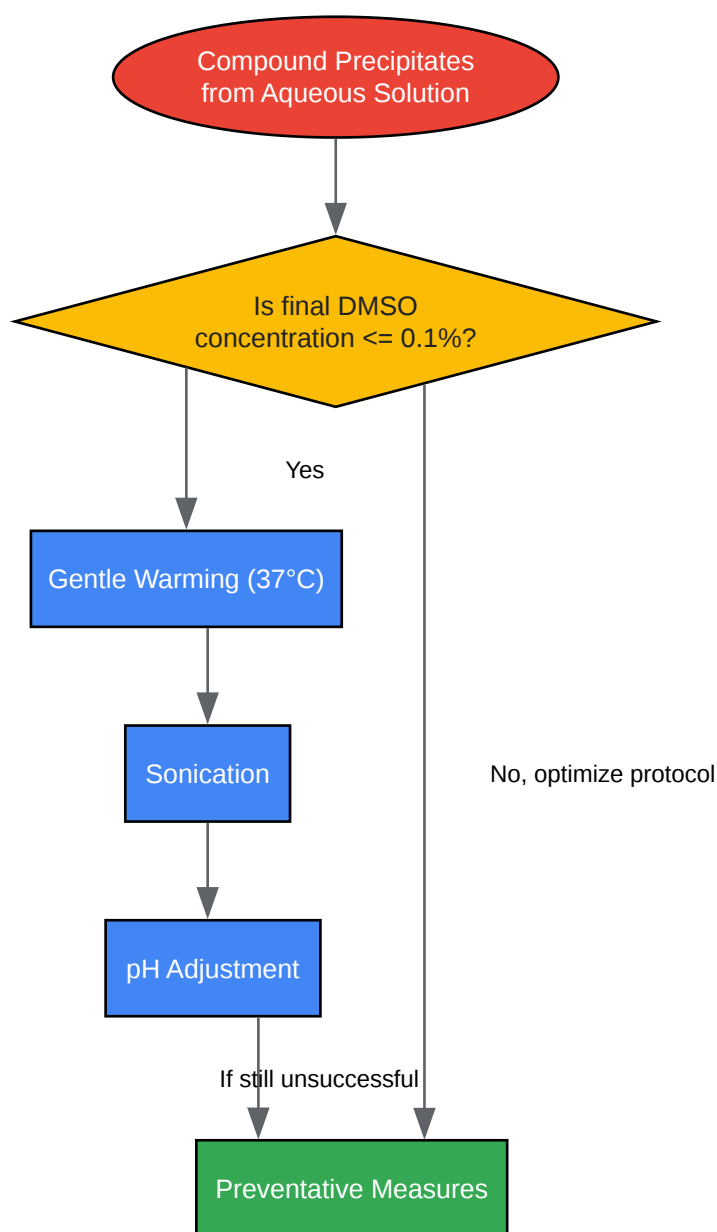 Compound Precipitates
from Aqueous Solution
Is final DMSO
concentration <= 0.1%?
Yes
Gentle Warming (37°C)
Sonication
No, optimize protocol
pH Adjustment
If still unsuccessful
Preventative Measures